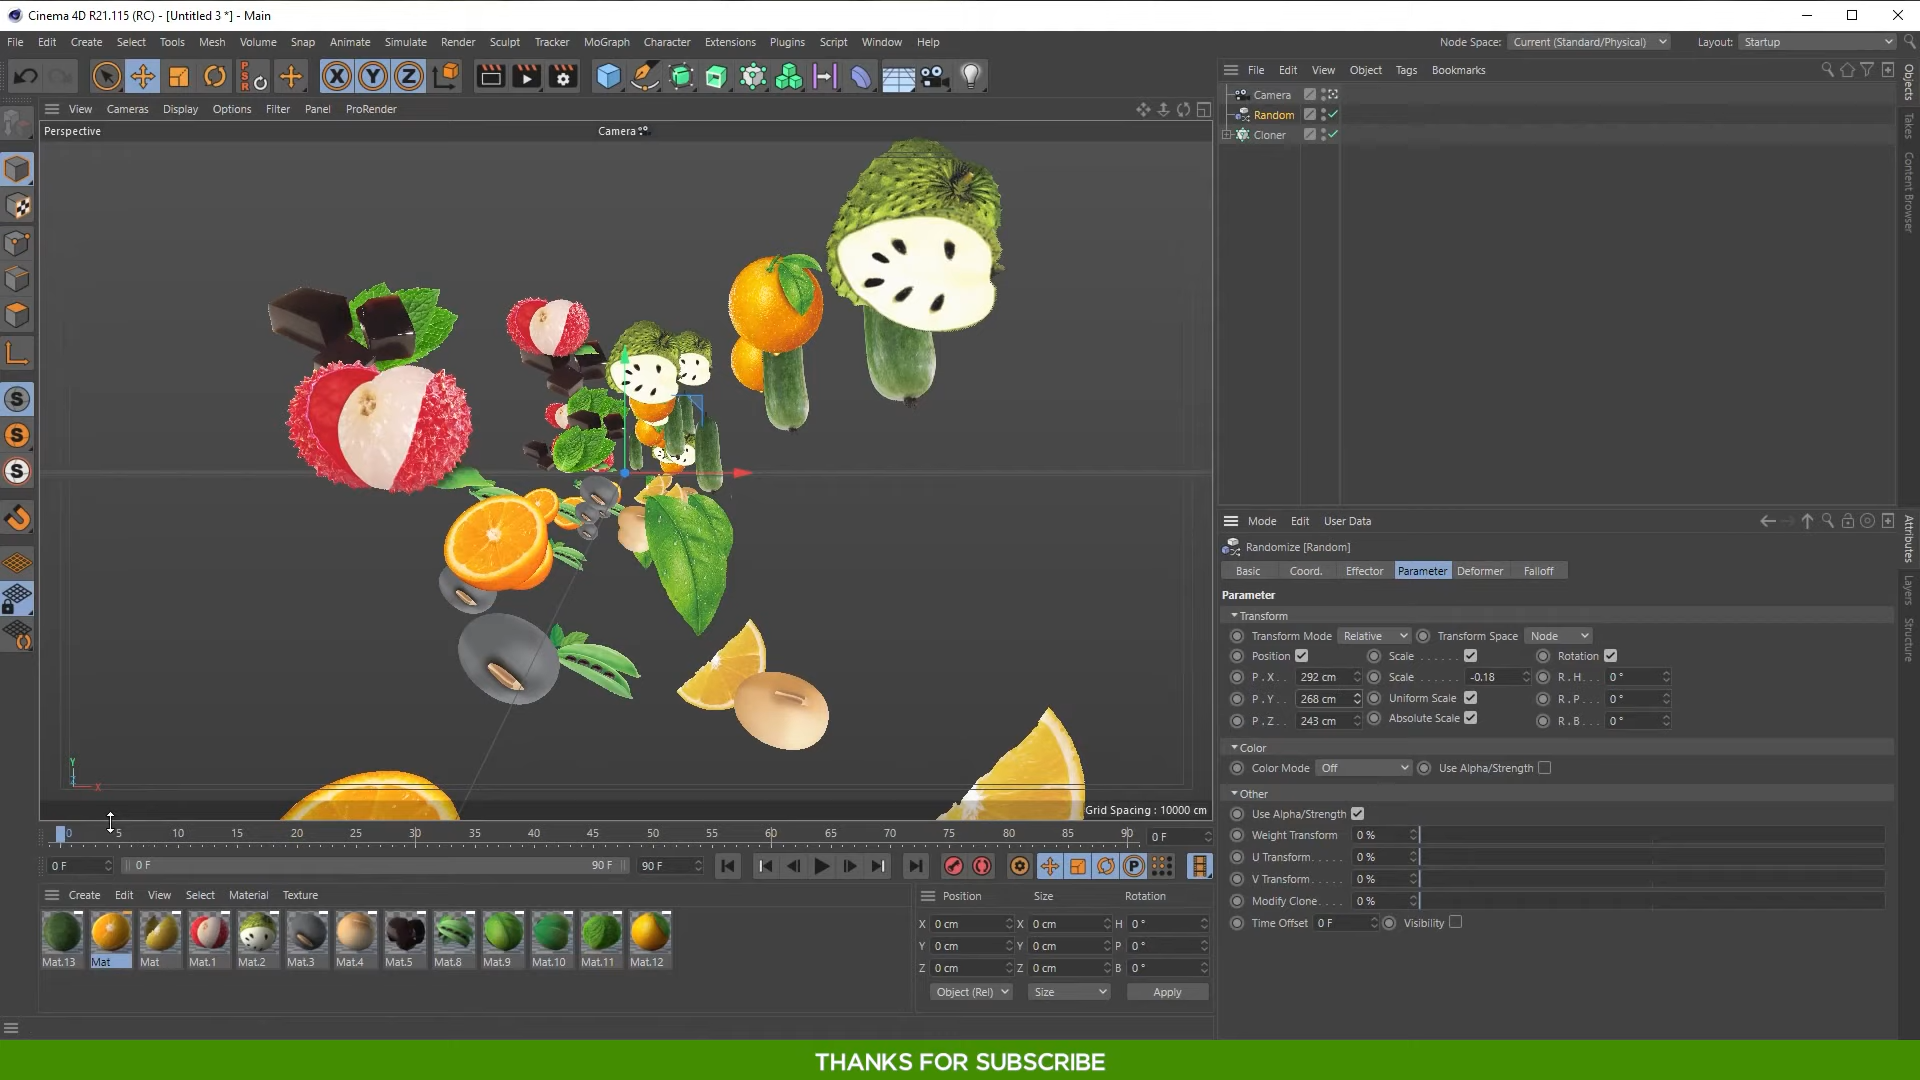 Cinema 4D R21.115 (RC) - [Untitled 3 *] - Main
File Edit Create Select Tools Mesh Volume Snap Animate Simulate Render Sculpt Tracker MoGraph Character Extensions Plugins Script Window Help
Node Space: Current (Standard/Physical) Layout: Startup
View Cameras Display Options Filter Panel ProRender
Perspective
Camera
Grid Spacing : 10000 cm
Y
Z
X
File Edit View Object Tags Bookmarks
Camera
Random
Cloner
Objects
Takes
Content Browser
Mode Edit User Data
Randomize [Random]
Basic Coord. Effector Parameter Deformer Falloff
Parameter
Transform
Transform Mode Relative Transform Space Node
Position Scale . . . . . . Rotation
P . X . . 292 cm Scale . . . . . . -0.18 R . H . . . 0 °
P . Y . . 268 cm Uniform Scale R . P . . . 0 °
P . Z . . 243 cm Absolute Scale R . B . . . 0 °
Color
Color Mode Off Use Alpha/Strength
Other
Use Alpha/Strength
Weight Transform 0 %
U Transform . . . . . 0 %
V Transform . . . . . 0 %
Modify Clone. . . . . 0 %
Time Offset 0 F Visibility
Attributes
Layers
Structure
0 5 10 15 20 25 30 35 40 45 50 55 60 65 70 75 80 85 90 0 F
0 F 0 F 90 F 90 F
Create Edit View Select Material Texture
Mat.13 Mat Mat Mat.1 Mat.2 Mat.3 Mat.4 Mat.5 Mat.8 Mat.9 Mat.10 Mat.11 Mat.12
Position Size Rotation
X 0 cm X 0 cm H 0 °
Y 0 cm Y 0 cm P 0 °
Z 0 cm Z 0 cm B 0 °
Object (Rel) Size Apply
THANKS FOR SUBSCRIBE